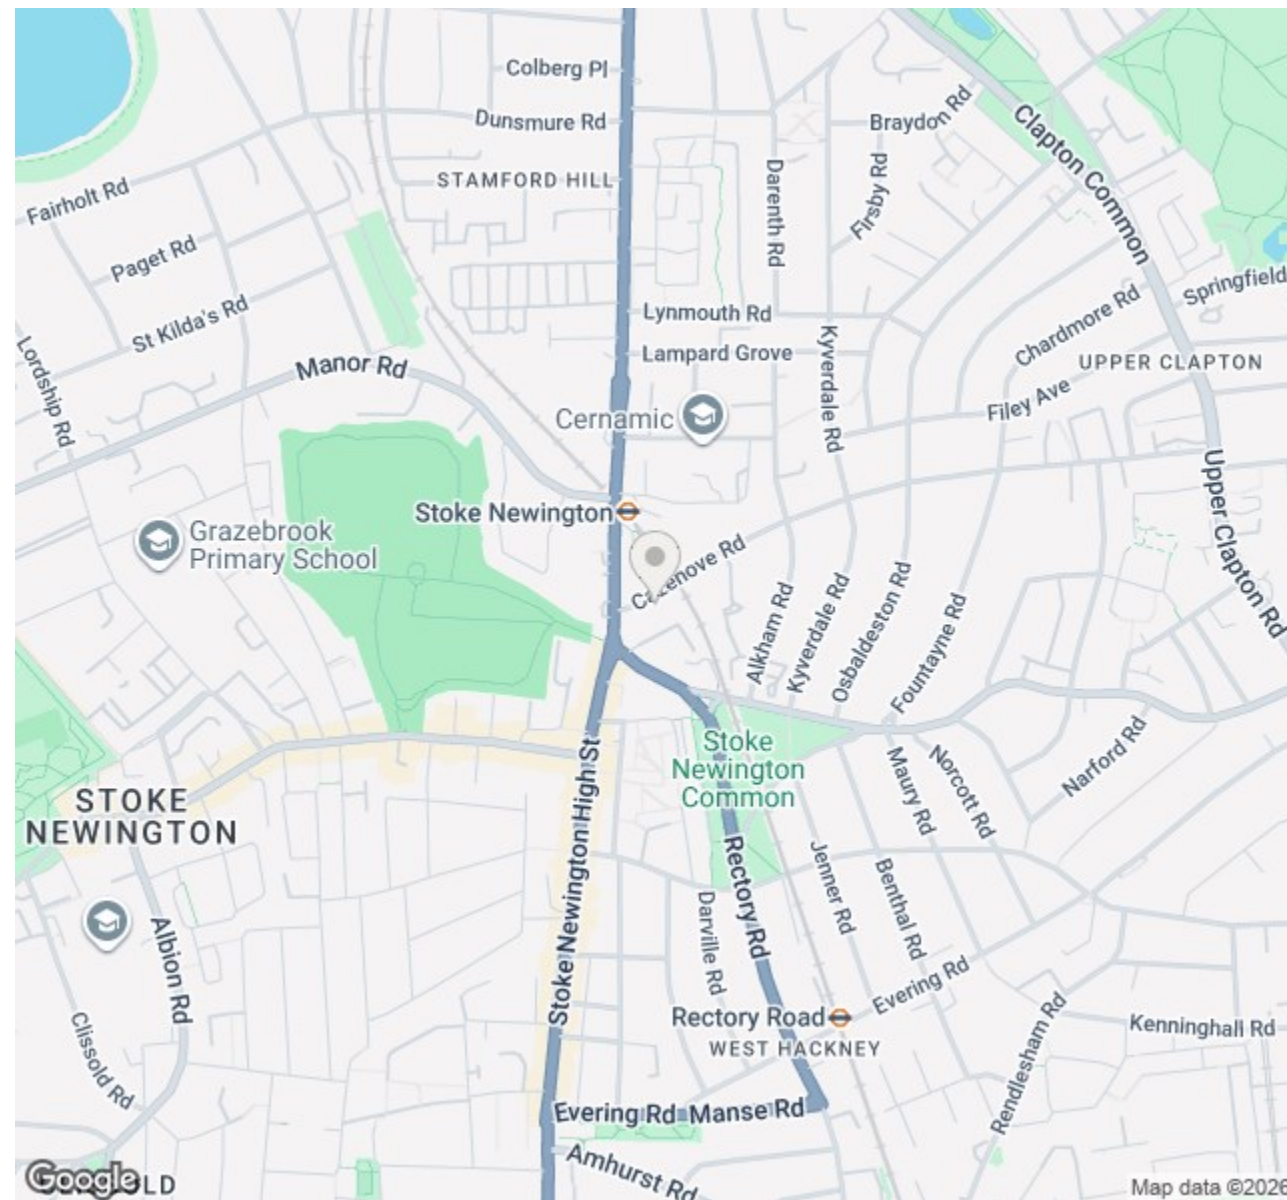 Colberg Pl
Dunsmure Rd
STAMFORD HILL
Braydon Rd
Clapton Common
Fairholt Rd
Darenth Rd
Firsby Rd
Paget Rd
St Kilda's Rd
Lynmouth Rd
Springfield
Chardmore Rd
Lordship Rd
Manor Rd
Lampard Grove
Kyverdale Rd
UPPER CLAPTON
Filey Ave
Cernamic
Upper Clapton Rd
Stoke Newington
Grazebrook
Primary School
Cazenove Rd
Alkham Rd
Kyverdale Rd
Osbaldeston Rd
Fountayne Rd
Stoke
Newington
Common
Narford Rd
Maury Rd
Norcott Rd
STOKE
NEWINGTON
Stoke Newington High St
Rectory Rd
Jenner Rd
Benthal Rd
Darville Rd
Albion Rd
Evering Rd
Rectory Road
WEST HACKNEY
Rendlesham Rd
Kenninghall Rd
Clissold Rd
Evering Rd
Manse Rd
Amhurst Rd
Google
Map data ©2026